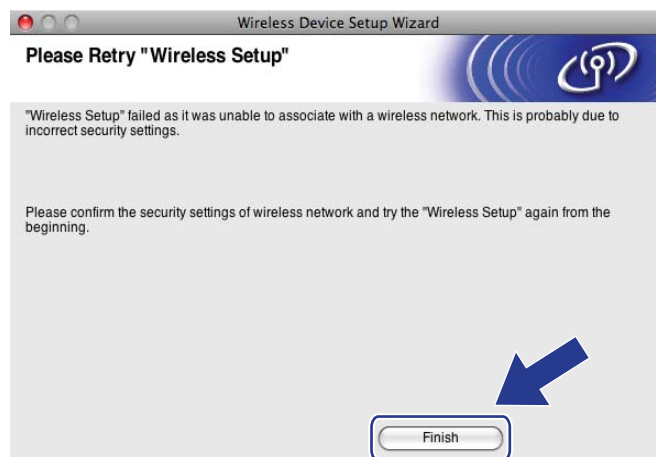 Wireless Device Setup Wizard
Please Retry "Wireless Setup"
"Wireless Setup" failed as it was unable to associate with a wireless network. This is probably due to
incorrect security settings.
Please confirm the security settings of wireless network and try the "Wireless Setup" again from the
beginning.
Finish